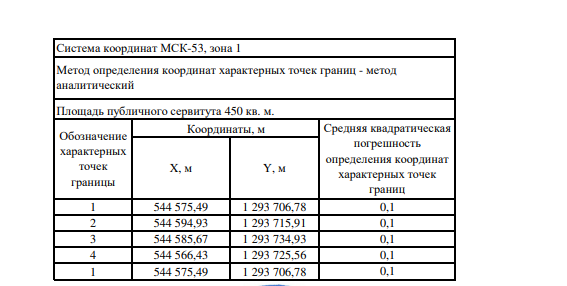 Система координат МСК-53, зона 1
Метод определения координат характерных точек границ - метод
аналитический
Площадь публичного сервитута 450 кв. м.
Обозначение характерных точек границы
Координаты, м
Средняя квадратическая погрешность определения координат характерных точек границ
X, м Y, м
1 544 575,49 1 293 706,78 0,1
2 544 594,93 1 293 715,91 0,1
3 544 585,67 1 293 734,93 0,1
4 544 566,43 1 293 725,56 0,1
1 544 575,49 1 293 706,78 0,1